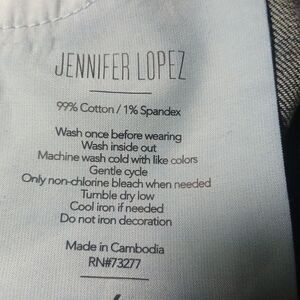 JENNIFER LOPEZ
99% Cotton / 1% Spandex
Wash once before wearing
Wash inside out
Machine wash cold with like colors
Gentle cycle
Only non-chlorine bleach when needed
Tumble dry low
Cool iron if needed
Do not iron decoration
Made in Cambodia
RN#73277